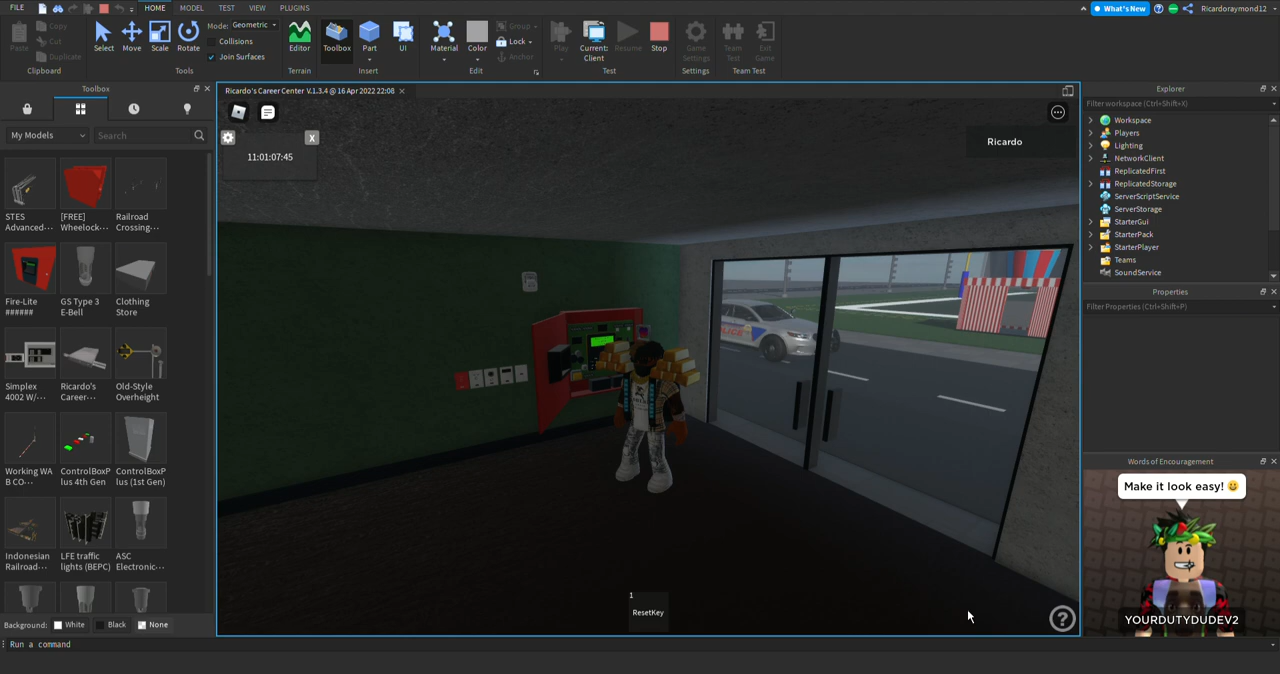 FILE
HOME
MODEL
TEST
VIEW
PLUGINS
What's New
Ricardoraymond12
Paste
Copy
Cut
Duplicate
Clipboard
Select
Move
Scale
Rotate
Mode: Geometric
Collisions
Join Surfaces
Tools
Editor
Terrain
Toolbox
Part
UI
Insert
Material
Color
Group
Lock
Anchor
Edit
Play
Current:
Client
Resume
Stop
Test
Game
Settings
Settings
Team
Test
Exit
Game
Team Test
Toolbox
My Models
Search
STES
Advanced···
[FREE]
Wheelock···
Railroad
Crossing···
Fire-Lite
######
GS Type 3
E-Bell
Clothing
Store
Simplex
4002 W/···
Ricardo's
Career···
Old-Style
Overheight
Working WA
B CO···
ControlBoxP
lus 4th Gen
ControlBoxP
lus (1st Gen)
Indonesian
Railroad···
LFE traffic
lights (BEPC)
ASC
Electronic···
Background:
White
Black
None
Run a command
Ricardo's Career Center V.1.3.4 @ 16 Apr 2022 22:08
X
11:01:07:45
Ricardo
1
ResetKey
?
Explorer
Filter workspace (Ctrl+Shift+X)
Workspace
Players
Lighting
NetworkClient
ReplicatedFirst
ReplicatedStorage
ServerScriptService
ServerStorage
StarterGui
StarterPack
StarterPlayer
Teams
SoundService
Properties
Filter Properties (Ctrl+Shift+P)
Words of Encouragement
Make it look easy! 😃
YOURDUTYDUDEV2